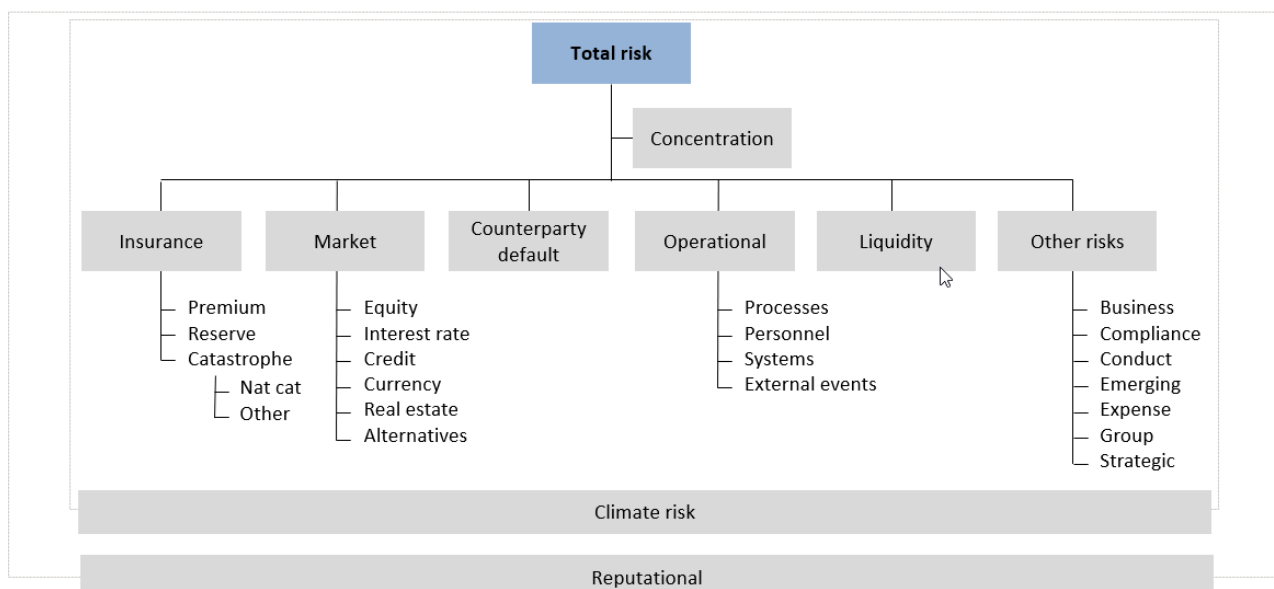 Total risk
Concentration
Insurance
Market
Counterparty
default
Operational
Liquidity
Other risks
Premium
Reserve
Catastrophe
Nat cat
Other
Equity
Interest rate
Credit
Currency
Real estate
Alternatives
Processes
Personnel
Systems
External events
Business
Compliance
Conduct
Emerging
Expense
Group
Strategic
Climate risk
Reputational